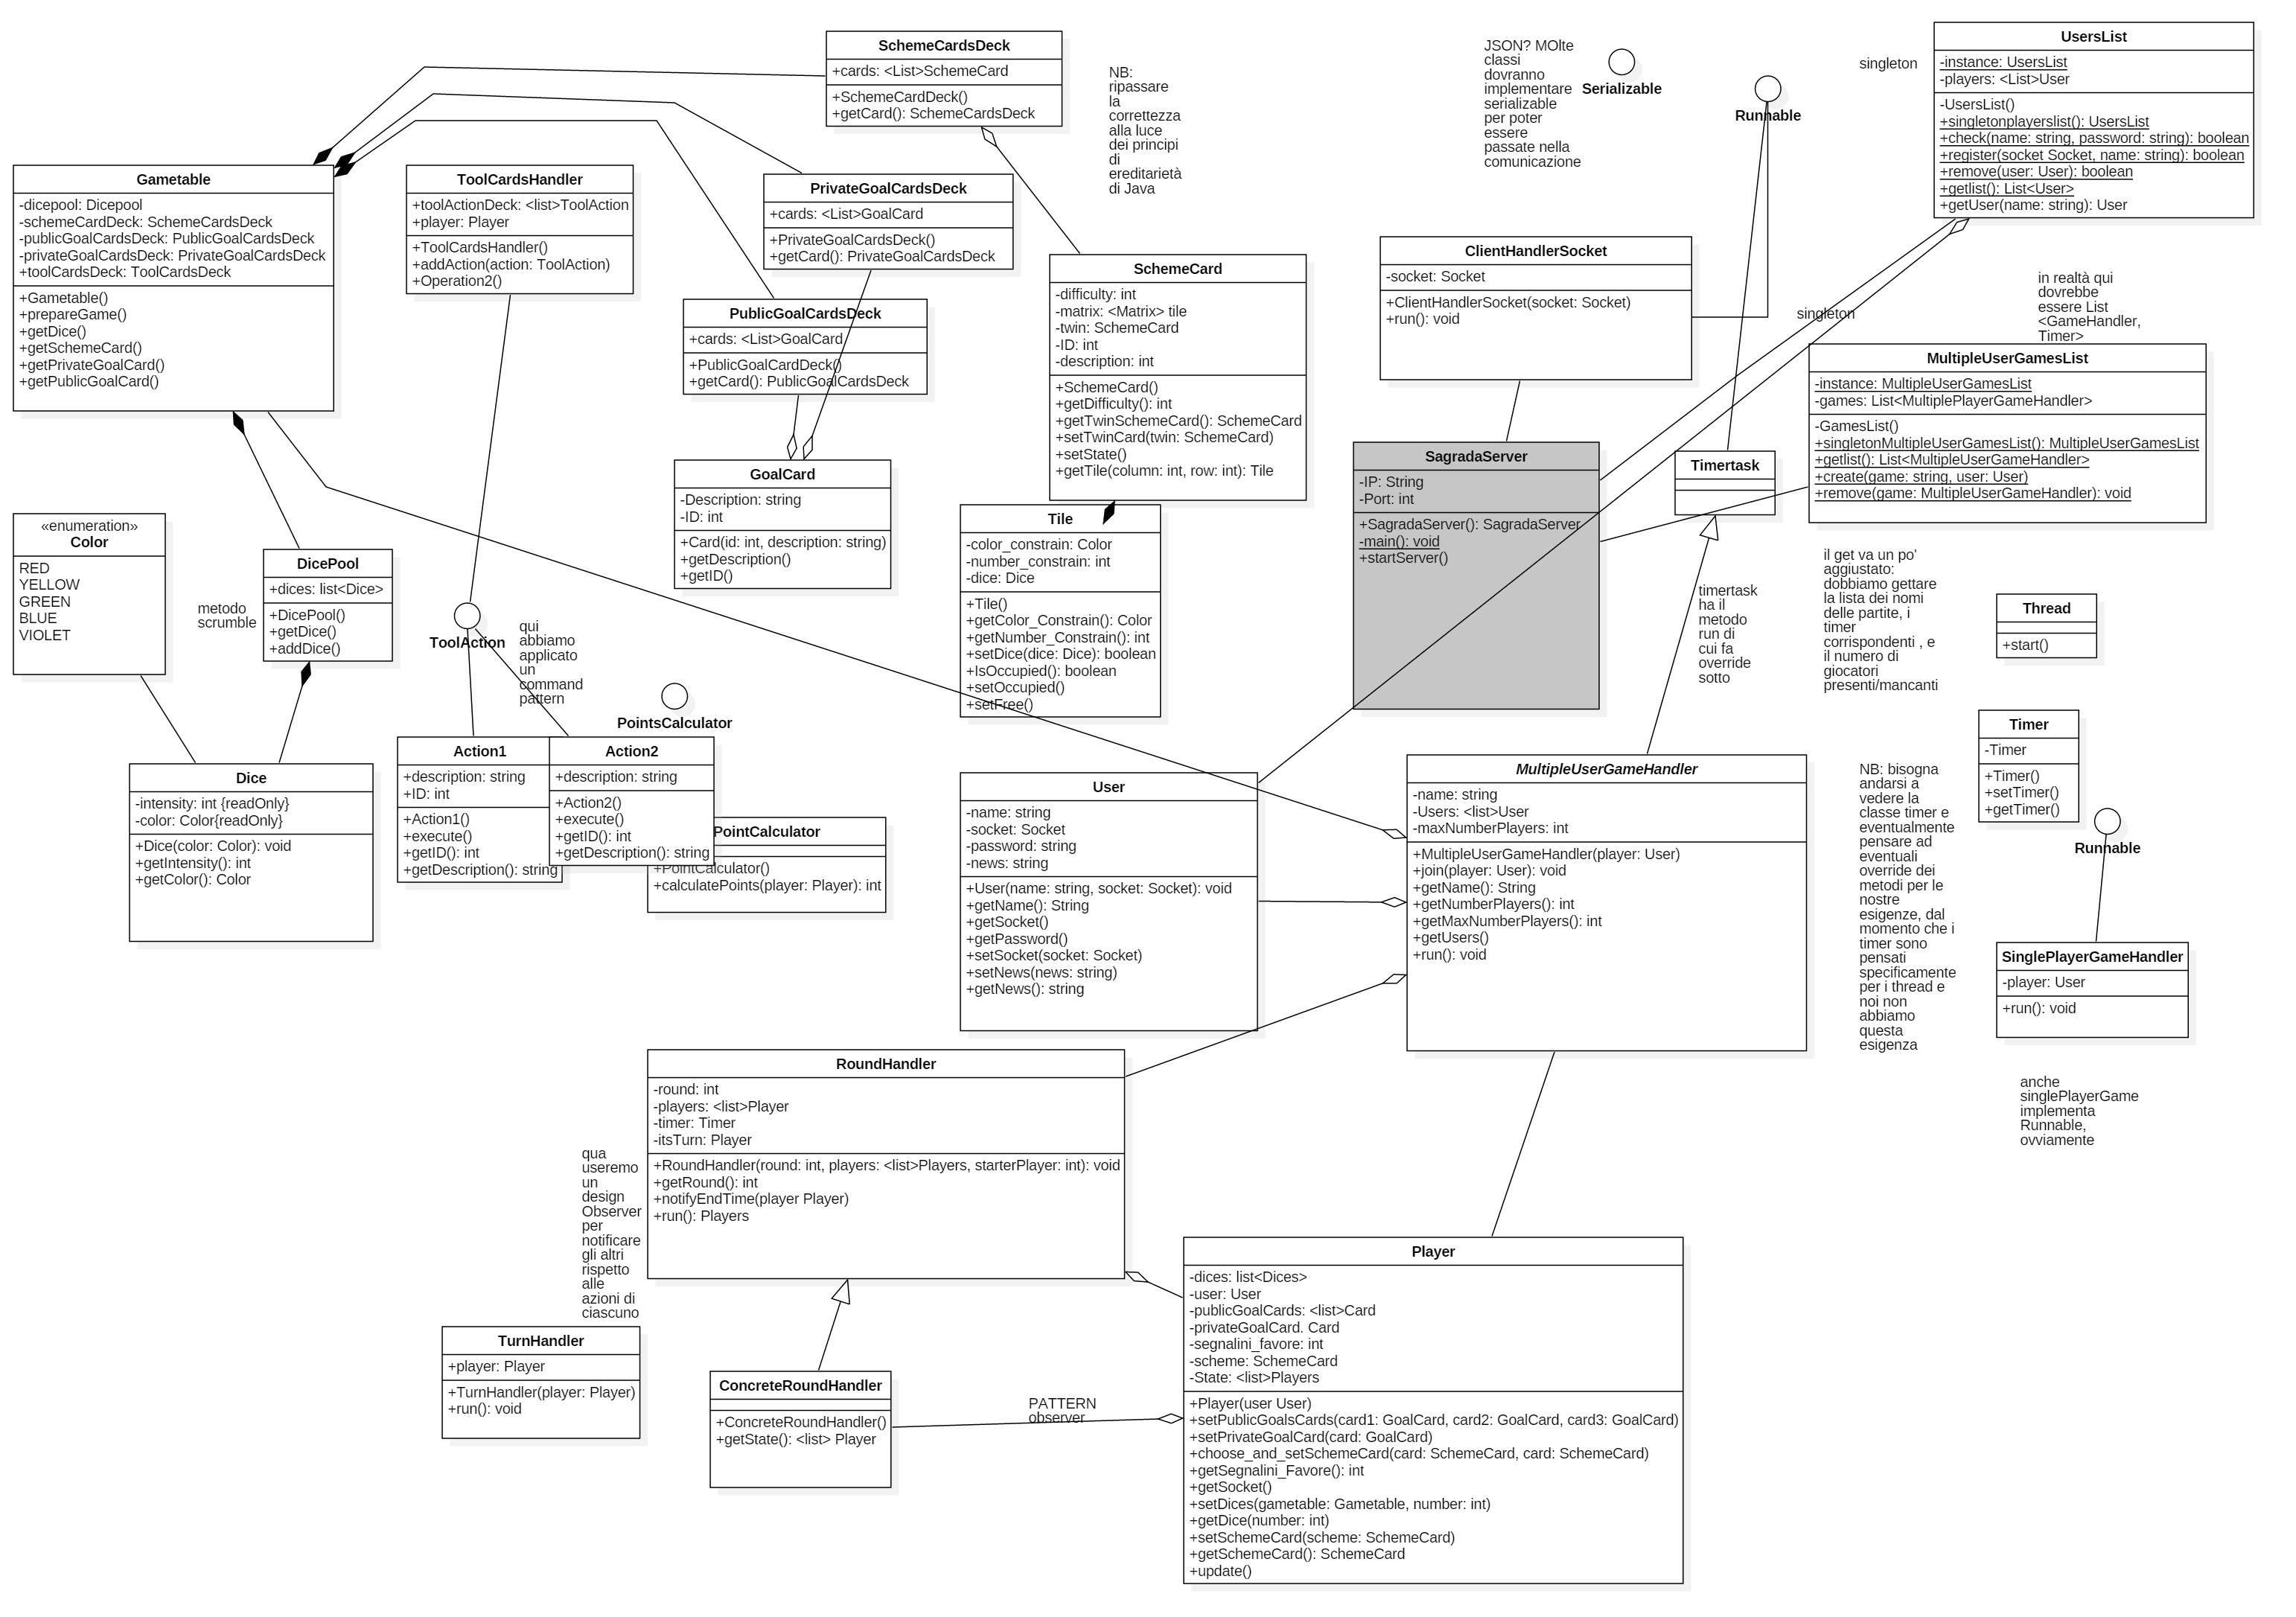 SchemeCardsDeck
+cards: <List>SchemeCard
+SchemeCardDeck()
+getCard(): SchemeCardsDeck
NB:
ripassare
la
correttezza
alla luce
dei principi
di
ereditarietà
di Java
JSON? MOlte
classi
dovranno
implementare
serializable
per poter
essere
passate nella
comunicazione
Serializable
Runnable
singleton
UsersList
-instance: UsersList
-players: <List>User
-UsersList()
+singletonplayerslist(): UsersList
+check(name: string, password: string): boolean
+register(socket Socket, name: string): boolean
+remove(user: User): boolean
+getlist(): List<User>
+getUser(name: string): User
Gametable
-dicepool: Dicepool
-schemeCardDeck: SchemeCardsDeck
-publicGoalCardsDeck: PublicGoalCardsDeck
-privateGoalCardsDeck: PrivateGoalCardsDeck
+toolCardsDeck: ToolCardsDeck
+Gametable()
+prepareGame()
+getDice()
+getSchemeCard()
+getPrivateGoalCard()
+getPublicGoalCard()
ToolCardsHandler
+toolActionDeck: <list>ToolAction
+player: Player
+ToolCardsHandler()
+addAction(action: ToolAction)
+Operation2()
PrivateGoalCardsDeck
+cards: <List>GoalCard
+PrivateGoalCardsDeck()
+getCard(): PrivateGoalCardsDeck
PublicGoalCardsDeck
+cards: <List>GoalCard
+PublicGoalCardDeck()
+getCard(): PublicGoalCardsDeck
SchemeCard
-difficulty: int
-matrix: <Matrix> tile
-twin: SchemeCard
-ID: int
-description: int
+SchemeCard()
+getDifficulty(): int
+getTwinSchemeCard(): SchemeCard
+setTwinCard(twin: SchemeCard)
+setState()
+getTile(column: int, row: int): Tile
ClientHandlerSocket
-socket: Socket
+ClientHandlerSocket(socket: Socket)
+run(): void
singleton
in realtà qui
dovrebbe
essere List
<GameHandler,
Timer>
MultipleUserGamesList
-instance: MultipleUserGamesList
-games: List<MultiplePlayerGameHandler>
-GamesList()
+singletonMultipleUserGamesList(): MultipleUserGamesList
+getlist(): List<MultipleUserGameHandler>
+create(game: string, user: User)
+remove(game: MultipleUserGameHandler): void
SagradaServer
-IP: String
-Port: int
+SagradaServer(): SagradaServer
-main(): void
+startServer()
Timertask
GoalCard
-Description: string
-ID: int
+Card(id: int, description: string)
+getDescription()
+getID()
Tile
-color_constrain: Color
-number_constrain: int
-dice: Dice
+Tile()
+getColor_Constrain(): Color
+getNumber_Constrain(): int
+setDice(dice: Dice): boolean
+IsOccupied(): boolean
+setOccupied()
+setFree()
«enumeration»
Color
RED
YELLOW
GREEN
BLUE
VIOLET
metodo
scrumble
DicePool
+dices: list<Dice>
+DicePool()
+getDice()
+addDice()
ToolAction
qui
abbiamo
applicato
un
command
pattern
PointsCalculator
timertask
ha il
metodo
run di
cui fa
override
sotto
il get va un po'
aggiustato:
dobbiamo gettare
la lista dei nomi
delle partite, i
timer
corrispondenti , e
il numero di
giocatori
presenti/mancanti
Thread
+start()
Timer
-Timer
+Timer()
+setTimer()
+getTimer()
Runnable
Dice
-intensity: int {readOnly}
-color: Color{readOnly}
+Dice(color: Color): void
+getIntensity(): int
+getColor(): Color
Action1
+description: string
+ID: int
+Action1()
+execute()
+getID(): int
+getDescription(): string
Action2
+description: string
+Action2()
+execute()
+getID(): int
+getDescription(): string
PointCalculator
+PointCalculator()
+calculatePoints(player: Player): int
User
-name: string
-socket: Socket
-password: string
-news: string
+User(name: string, socket: Socket): void
+getName(): String
+getSocket()
+getPassword()
+setSocket(socket: Socket)
+setNews(news: string)
+getNews(): string
MultipleUserGameHandler
-name: string
-Users: <list>User
-maxNumberPlayers: int
+MultipleUserGameHandler(player: User)
+join(player: User): void
+getName(): String
+getNumberPlayers(): int
+getMaxNumberPlayers(): int
+getUsers()
+run(): void
NB: bisogna
andarsi a
vedere la
classe timer e
eventualmente
pensare ad
eventuali
override dei
metodi per le
nostre
esigenze, dal
momento che i
timer sono
pensati
specificamente
per i thread e
noi non
abbiamo
questa
esigenza
SinglePlayerGameHandler
-player: User
+run(): void
anche
singlePlayerGame
implementa
Runnable,
ovviamente
RoundHandler
-round: int
-players: <list>Player
-timer: Timer
-itsTurn: Player
+RoundHandler(round: int, players: <list>Players, starterPlayer: int): void
+getRound(): int
+notifyEndTime(player Player)
+run(): Players
qua
useremo
un
design
Observer
per
notificare
gli altri
rispetto
alle
azioni di
ciascuno
TurnHandler
+player: Player
+TurnHandler(player: Player)
+run(): void
ConcreteRoundHandler
+ConcreteRoundHandler()
+getState(): <list> Player
PATTERN
observer
Player
-dices: list<Dices>
-user: User
-publicGoalCards: <list>Card
-privateGoalCard. Card
-segnalini_favore: int
-scheme: SchemeCard
-State: <list>Players
+Player(user User)
+setPublicGoalsCards(card1: GoalCard, card2: GoalCard, card3: GoalCard)
+setPrivateGoalCard(card: GoalCard)
+choose_and_setSchemeCard(card: SchemeCard, card: SchemeCard)
+getSegnalini_Favore(): int
+getSocket()
+setDices(gametable: Gametable, number: int)
+getDice(number: int)
+setSchemeCard(scheme: SchemeCard)
+getSchemeCard(): SchemeCard
+update()